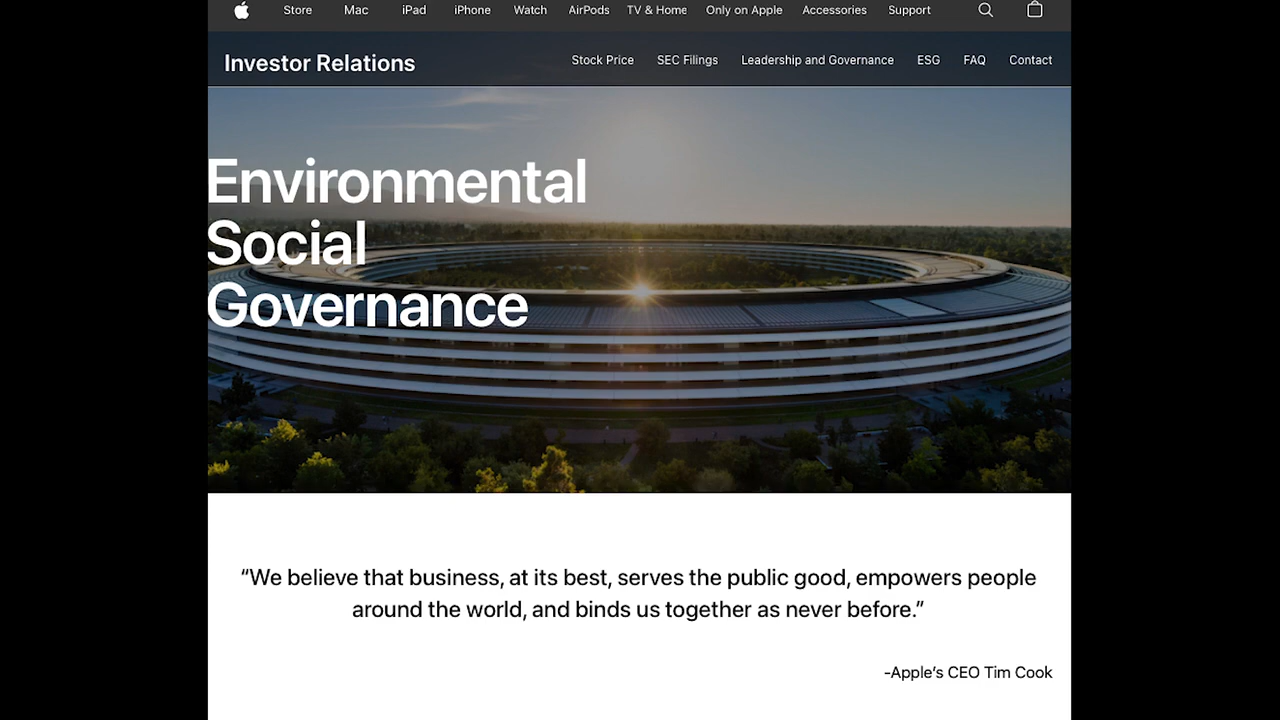 Store Mac iPad iPhone Watch AirPods TV & Home Only on Apple Accessories Support
Investor Relations Stock Price SEC Filings Leadership and Governance ESG FAQ Contact
Environmental
Social
Governance
“We believe that business, at its best, serves the public good, empowers people
around the world, and binds us together as never before.”
-Apple’s CEO Tim Cook